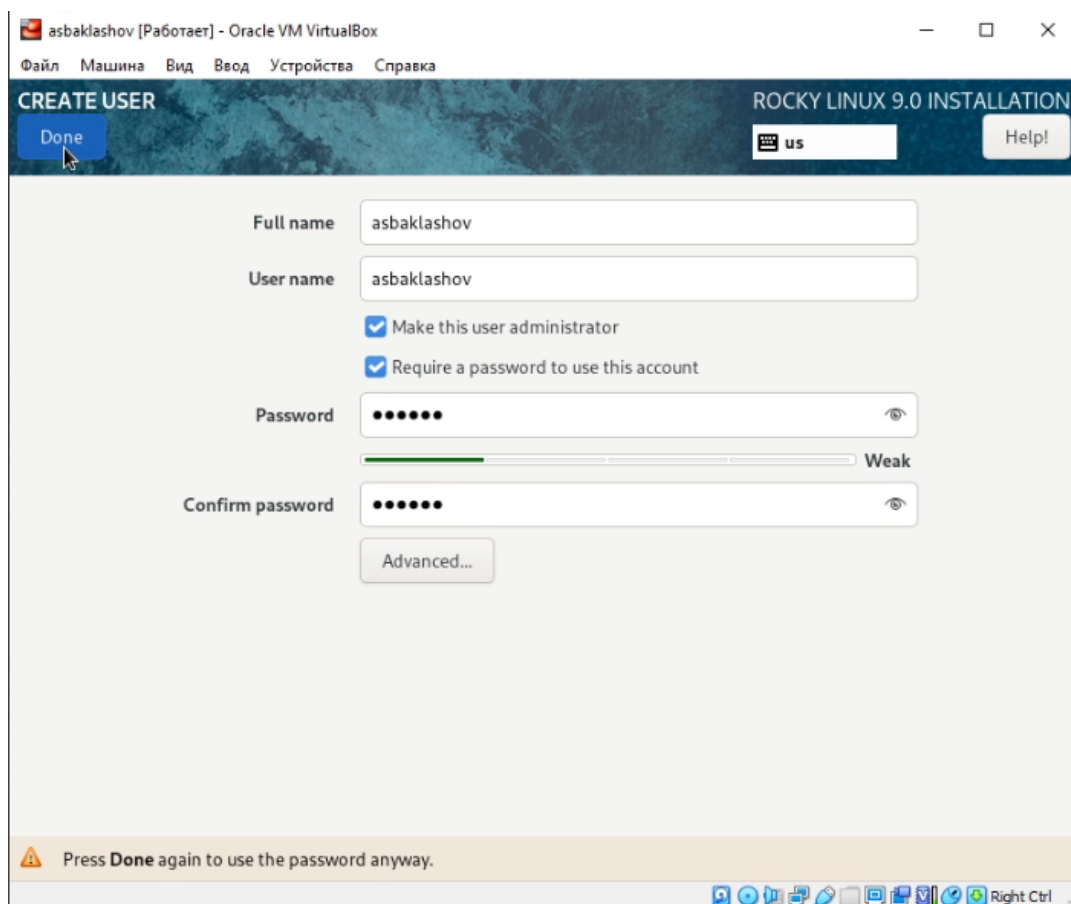 asbaklashov [Работает] - Oracle VM VirtualBox
Файл Машина Вид Ввод Устройства Справка
CREATE USER
ROCKY LINUX 9.0 INSTALLATION
Done
us
Help!
Full name
asbaklashov
User name
asbaklashov
Make this user administrator
Require a password to use this account
Password
●●●●●●
Weak
Confirm password
●●●●●●
Advanced...
Press Done again to use the password anyway.
Right Ctrl